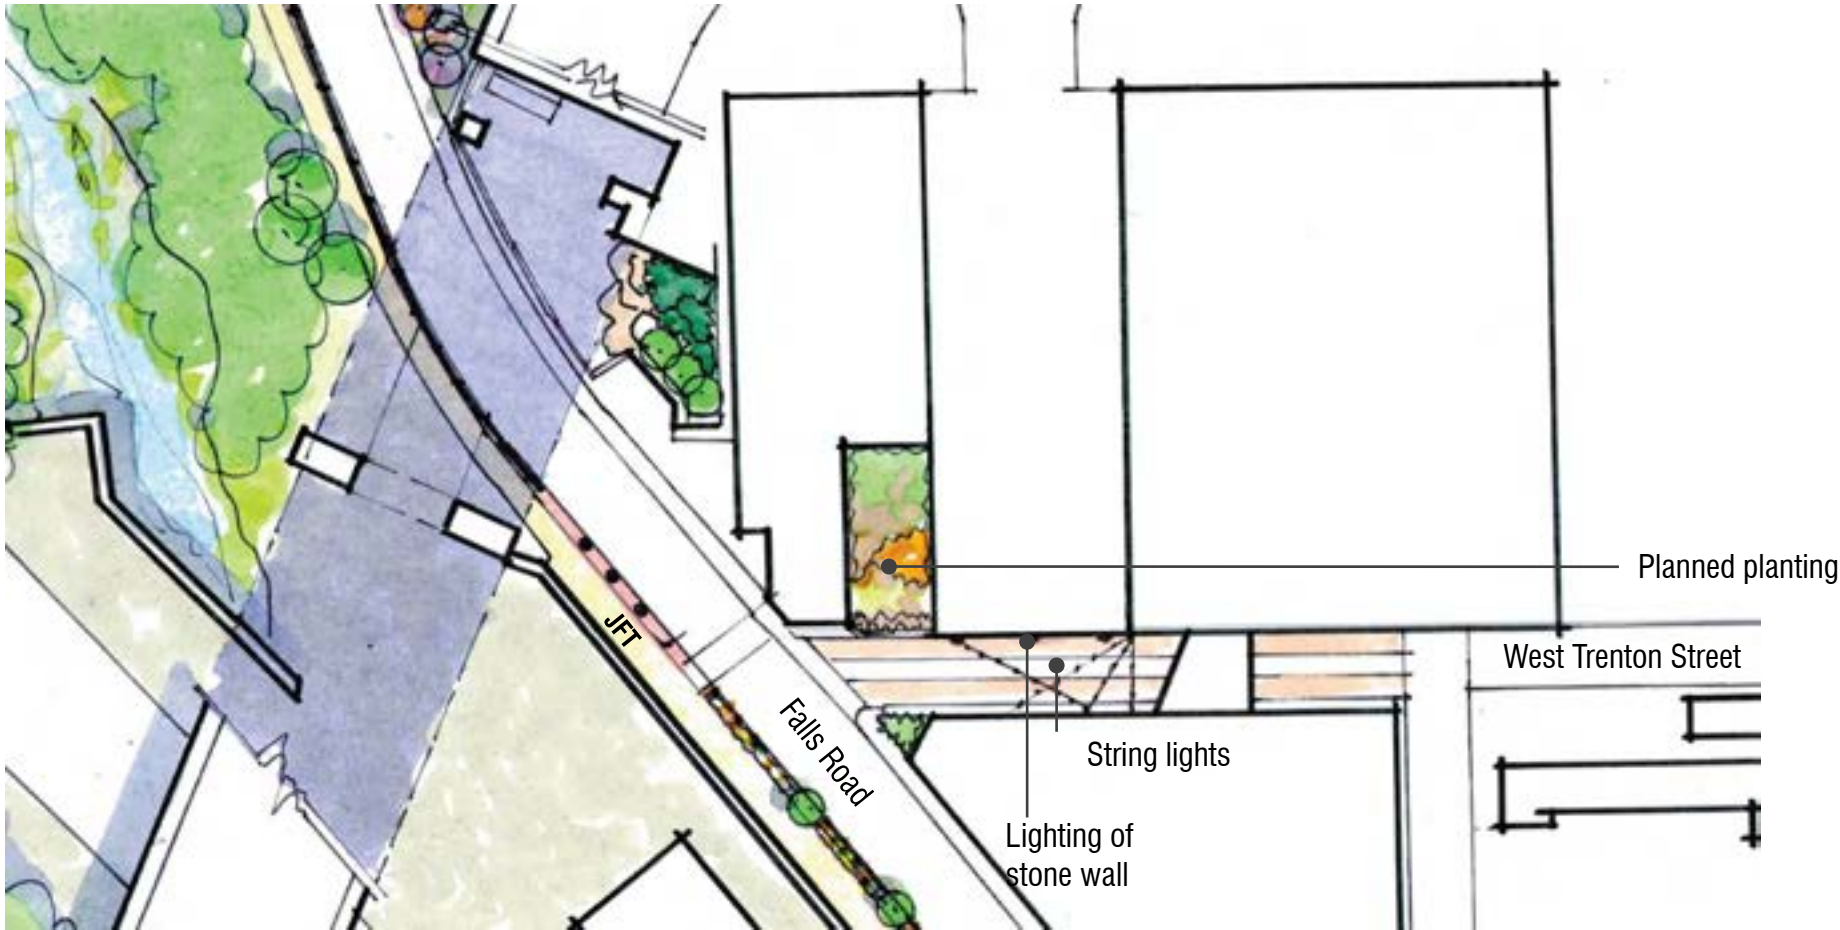 Planned planting
JFT
West Trenton Street
Falls Road
String lights
Lighting of
stone wall